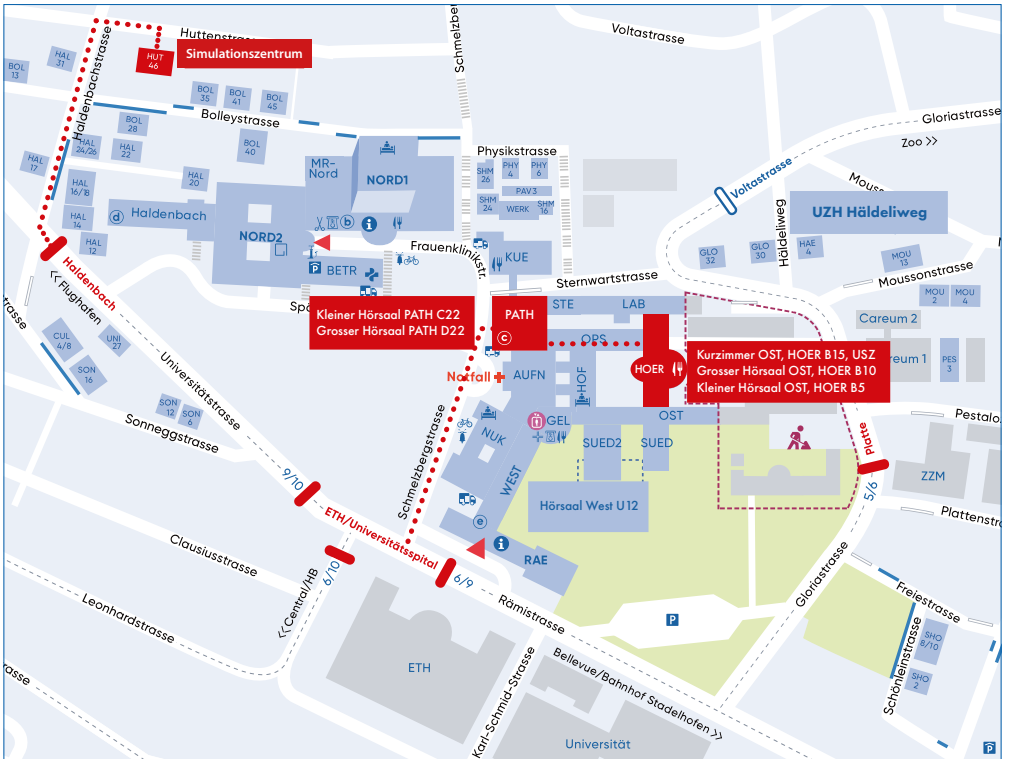 Huttenstra
Simulationszentrum
HUT
46
HAL
31
BOL
13
Haldenbachstrasse
BOL
35
BOL
41
BOL
45
Bolleystrasse
BOL
28
BOL
40
HAL
24/26
HAL
22
HAL
17
HAL
20
HAL
16/18
HAL
14
HAL
12
d
Haldenbach
MR-
Nord
NORD1
NORD2
b
i
BETR
P
Schmelzber
Voltastrasse
Gloriastrasse
Zoo >>
Physikstrasse
SHM
26
PHY
4
PHY
6
PAV3
SHM
24
WERK
SHM
16
Voltastrasse
Mouss
UZH Häldeliweg
Häldeliweg
GLO
32
GLO
30
HAE
4
MOU
13
Moussonstrasse
MOU
2
MOU
4
Careum 2
PES
3
Frauenklinikstr.
KUE
Sternwartstrasse
Haldenbach
<< Flughafen
CUL
4/8
UNI
27
SON
16
SON
12
SON
6
Universitätstrasse
Sonneggstrasse
Kleiner Hörsaal PATH C22
Grosser Hörsaal PATH D22
PATH
c
STE
LAB
OPS
HOER
Kurzimmer OST, HOER B15, USZ
Grosser Hörsaal OST, HOER B10
Kleiner Hörsaal OST, HOER B5
Notfall
AUFN
HOF
GEL
OST
NUK
SUED2
SUED
WEST
Hörsaal West U12
Schmelzbergstrasse
e
i
RAE
Platte
5/6
Pestalo
ZZM
Plattenstr
9/10
ETH/Universitätsspital
6/10
6/9
<<Central/HB
Clausiusstrasse
Leonhardstrasse
ETH
Rämistrasse
P
Gloriastrasse
Freiestrasse
SHO
8/10
SHO
2
Schönleinstrasse
Karl-Schmid-Strasse
Bellevue/Bahnhof Stadelhofen >>
Universität
P